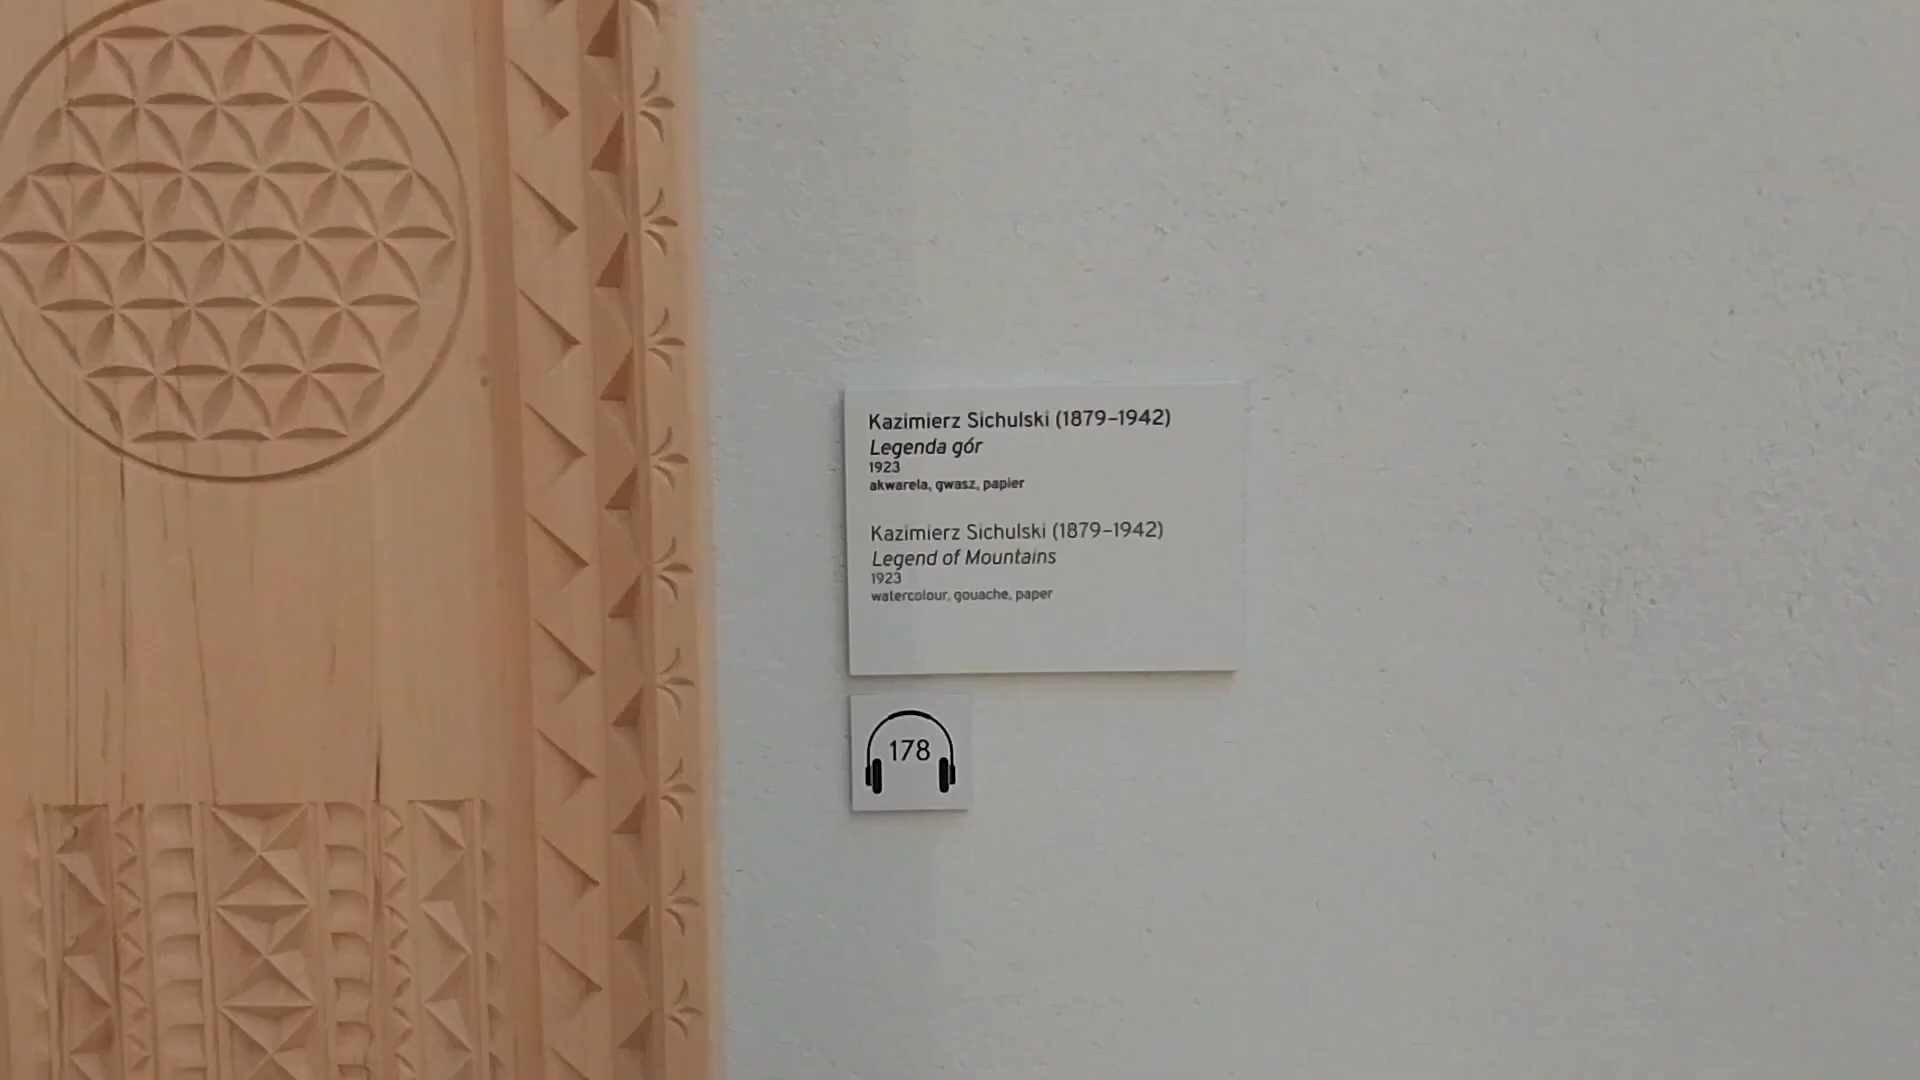 Kazimierz Sichulski (1879–1942)
Legenda gór
1923
akwarela, gwasz, papier
Kazimierz Sichulski (1879–1942)
Legend of Mountains
1923
watercolour, gouache, paper
178